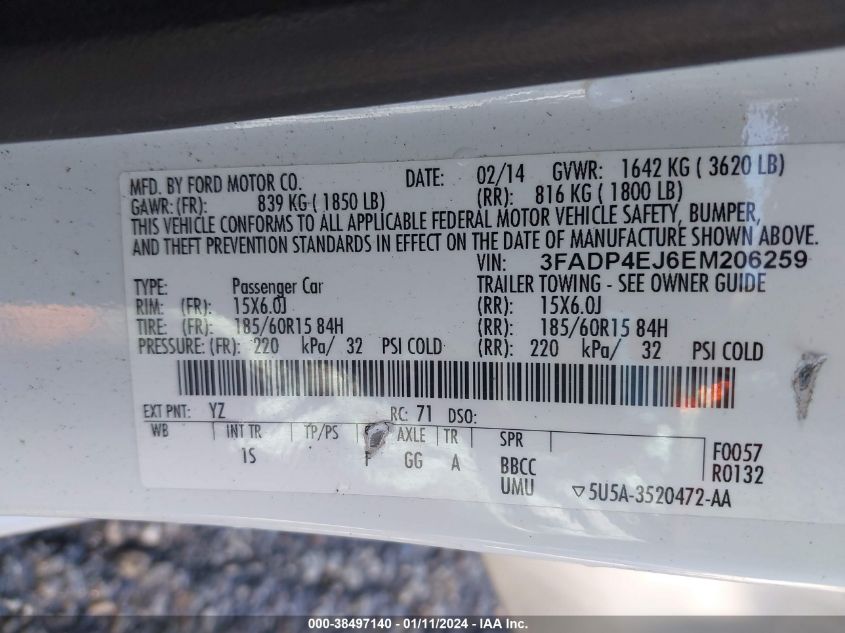 MFD. BY FORD MOTOR CO. DATE: 02/14 GVWR: 1642 KG ( 3620 LB)
GAWR: (FR): 839 KG ( 1850 LB) (RR): 816 KG ( 1800 LB)
THIS VEHICLE CONFORMS TO ALL APPLICABLE FEDERAL MOTOR VEHICLE SAFETY, BUMPER,
AND THEFT PREVENTION STANDARDS IN EFFECT ON THE DATE OF MANUFACTURE SHOWN ABOVE.
VIN: 3FADP4EJ6EM206259
TYPE: Passenger Car TRAILER TOWING - SEE OWNER GUIDE
RIM: (FR): 15X6.0J (RR): 15X6.0J
TIRE: (FR): 185/60R15 84H (RR): 185/60R15 84H
PRESSURE: (FR): 220 kPa/ 32 PSI COLD (RR): 220 kPa/ 32 PSI COLD
EXT PNT: YZ RC: 71 DSO:
WB INT TR TP/PS AXLE TR SPR
1S GG A BBCC
UMU
F0057
R0132
▽5U5A-3520472-AA
000-38497140 - 01/11/2024 - IAA Inc.